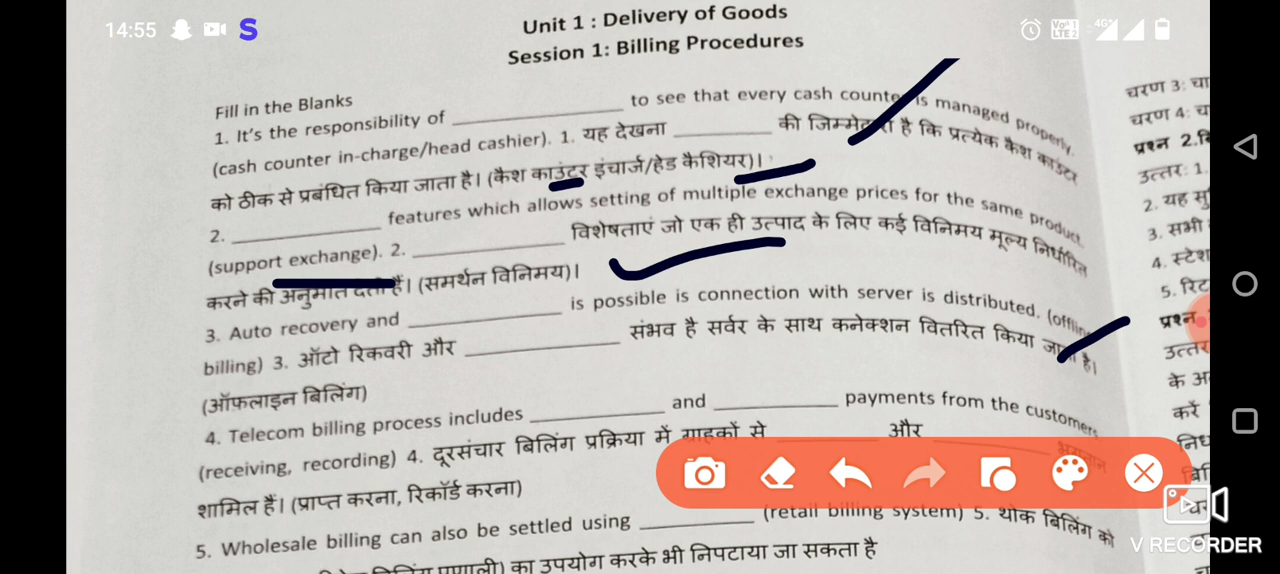 14:55
Unit 1 : Delivery of Goods
Session 1: Billing Procedures
Fill in the Blanks
1. It's the responsibility of ____________ to see that every cash counter is managed properly.
(cash counter in-charge/head cashier). 1. यह देखना ________ की जिम्मेदारी है कि प्रत्येक कैश काउंटर
को ठीक से प्रबंधित किया जाता है। (कैश काउंटर इंचार्ज/हेड कैशियर)।
2. ____________ features which allows setting of multiple exchange prices for the same product.
(support exchange). 2. ____________ विशेषताएं जो एक ही उत्पाद के लिए कई विनिमय मूल्य निर्धारित
करने की अनुमति देती हैं। (समर्थन विनिमय)।
3. Auto recovery and ____________ is possible is connection with server is distributed. (offline
billing) 3. ऑटो रिकवरी और ____________ संभव है सर्वर के साथ कनेक्शन वितरित किया जाता है।
(ऑफ़लाइन बिलिंग)
4. Telecom billing process includes __________ and __________ payments from the customers
(receiving, recording) 4. दूरसंचार बिलिंग प्रक्रिया में ग्राहकों से ________ और __________ भुगतान
शामिल हैं। (प्राप्त करना, रिकॉर्ड करना)
5. Wholesale billing can also be settled using _________ (retail billing system) 5. थोक बिलिंग को
का उपयोग करके भी निपटाया जा सकता है
चरण 3:
चरण 4:
प्रश्न 2.
उत्तर: 1.
2. यह
3. सभी
4.
5.
प्रश्न
के
करें
V RECORDER